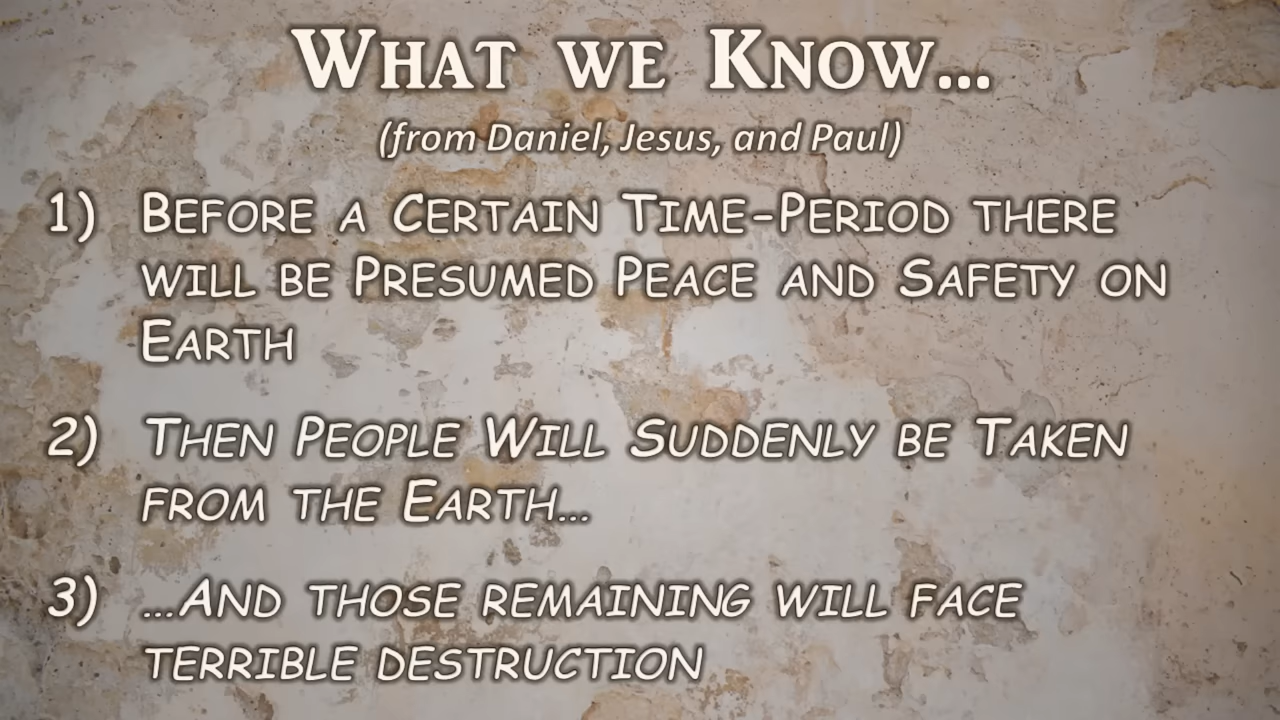 What we Know...
(from Daniel, Jesus, and Paul)
1) Before a Certain Time-Period there
will be Presumed Peace and Safety on
Earth
2) Then People Will Suddenly be Taken
from the Earth...
3) ...And those remaining will face
terrible destruction